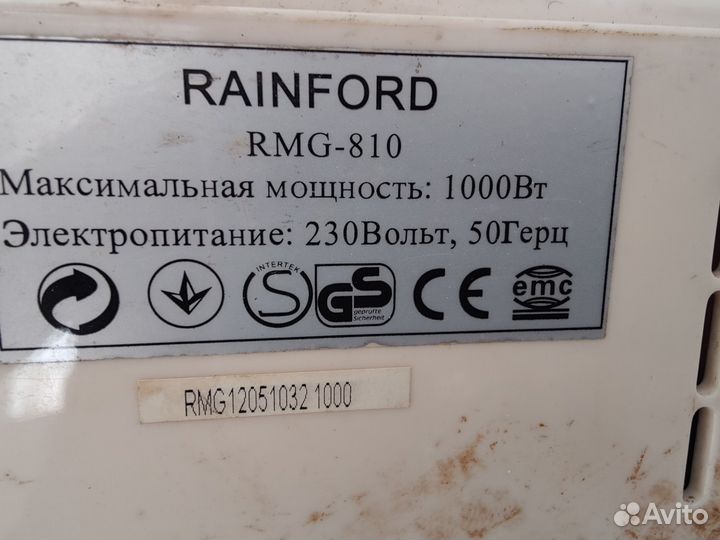 RAINFORD
RMG-810
Максимальная мощность: 1000Вт
Электропитание: 230Вольт, 50Герц
INTERTEK
S GS CE emc
geprüfte
Sicherheit
RMG12051032 1000
Avito